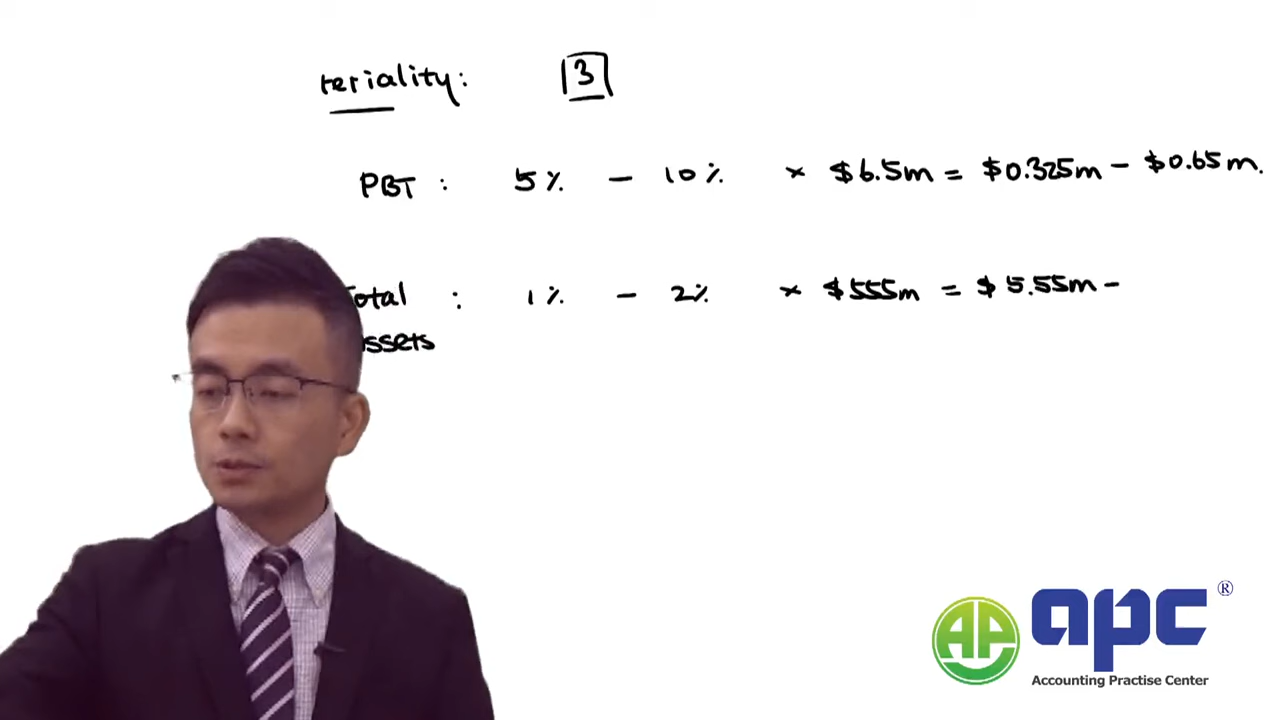 teriality: 3
PBT : 5% - 10% × $6.5m = $0.325m - $0.65m.
Total : 1% - 2% × $555m = $5.55m -
ssets
AP
apc®
Accounting Practise Center